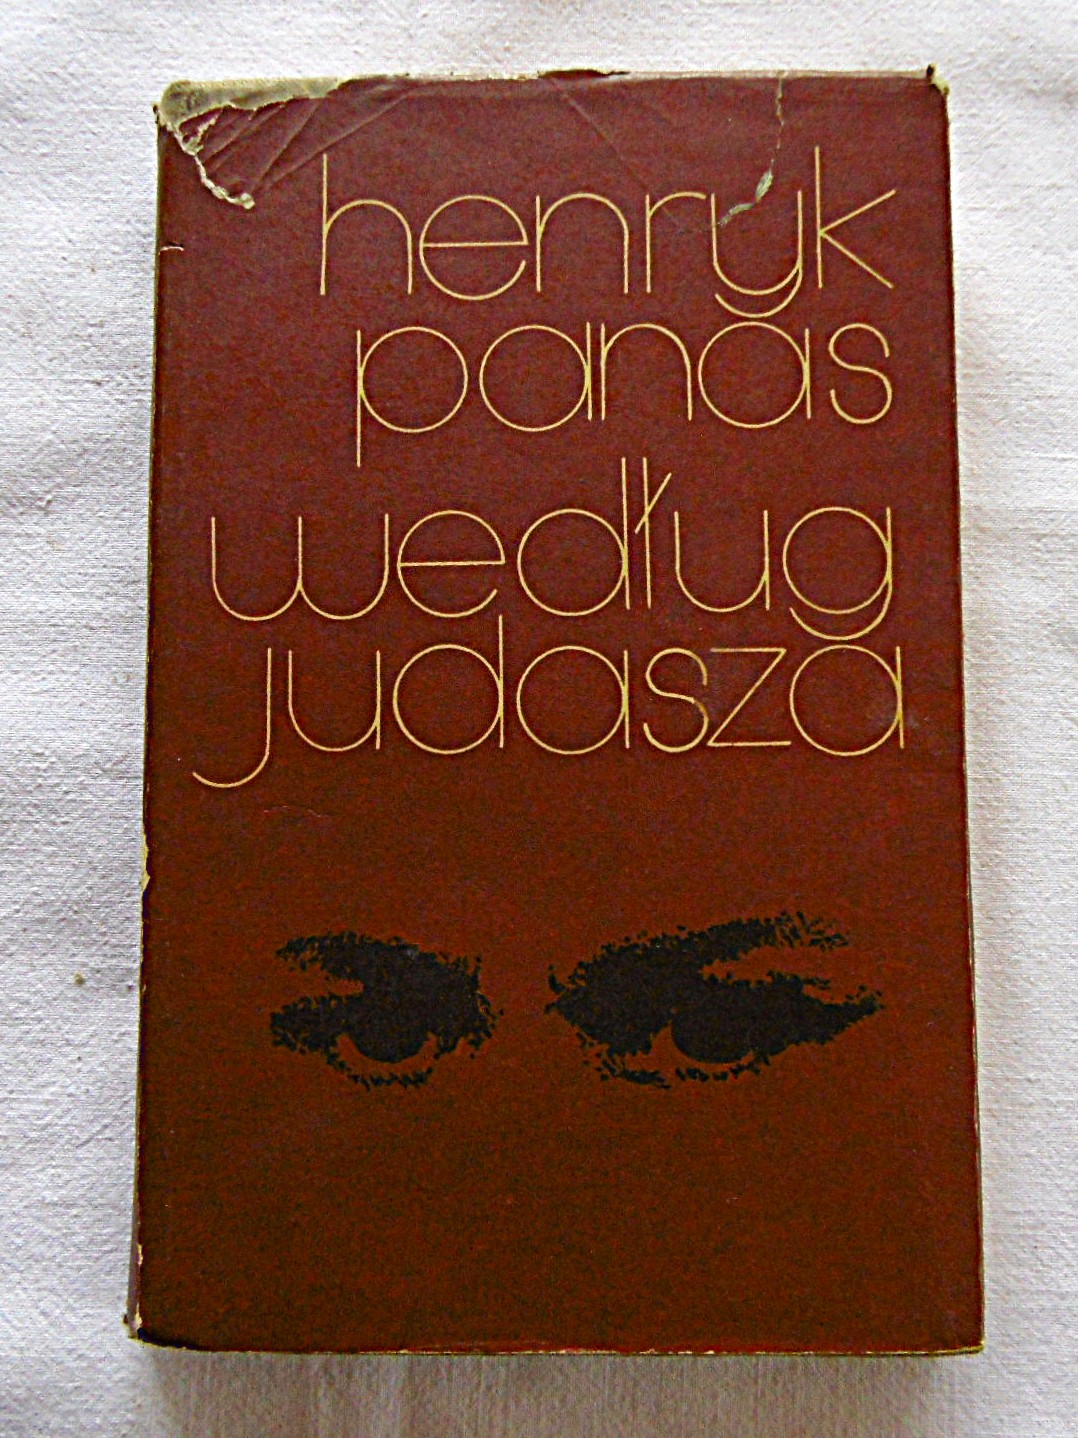 henryk
panas
według
judasza